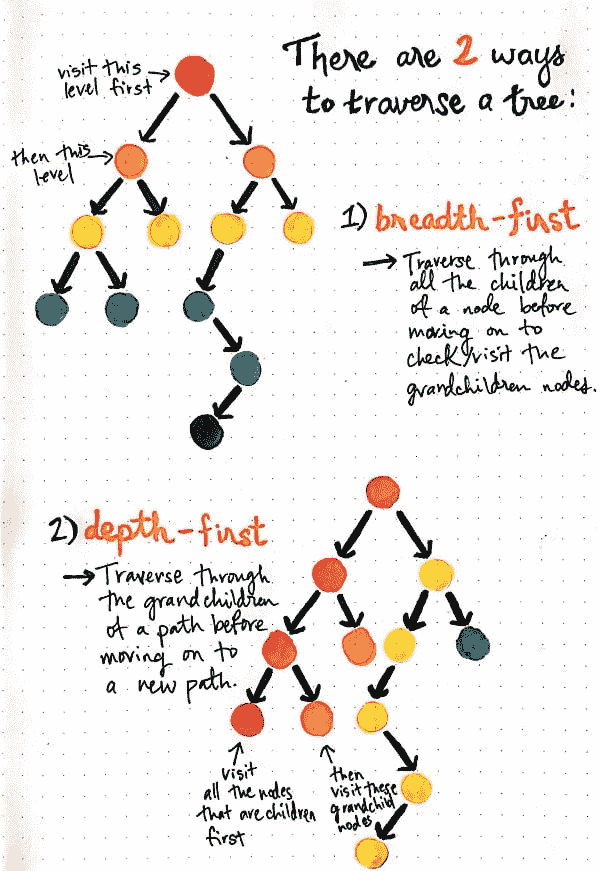 There are 2 ways
to traverse a tree:
visit this
level first
then this
level
1) breadth-first
Traverse through
all the children
of a node before
moving on to
check/visit the
grandchildren nodes.
2) depth-first
Traverse through
the grandchildren
of a path before
moving on to
a new path.
visit
all the nodes
that are children
first
then
visit these
grandchild
nodes